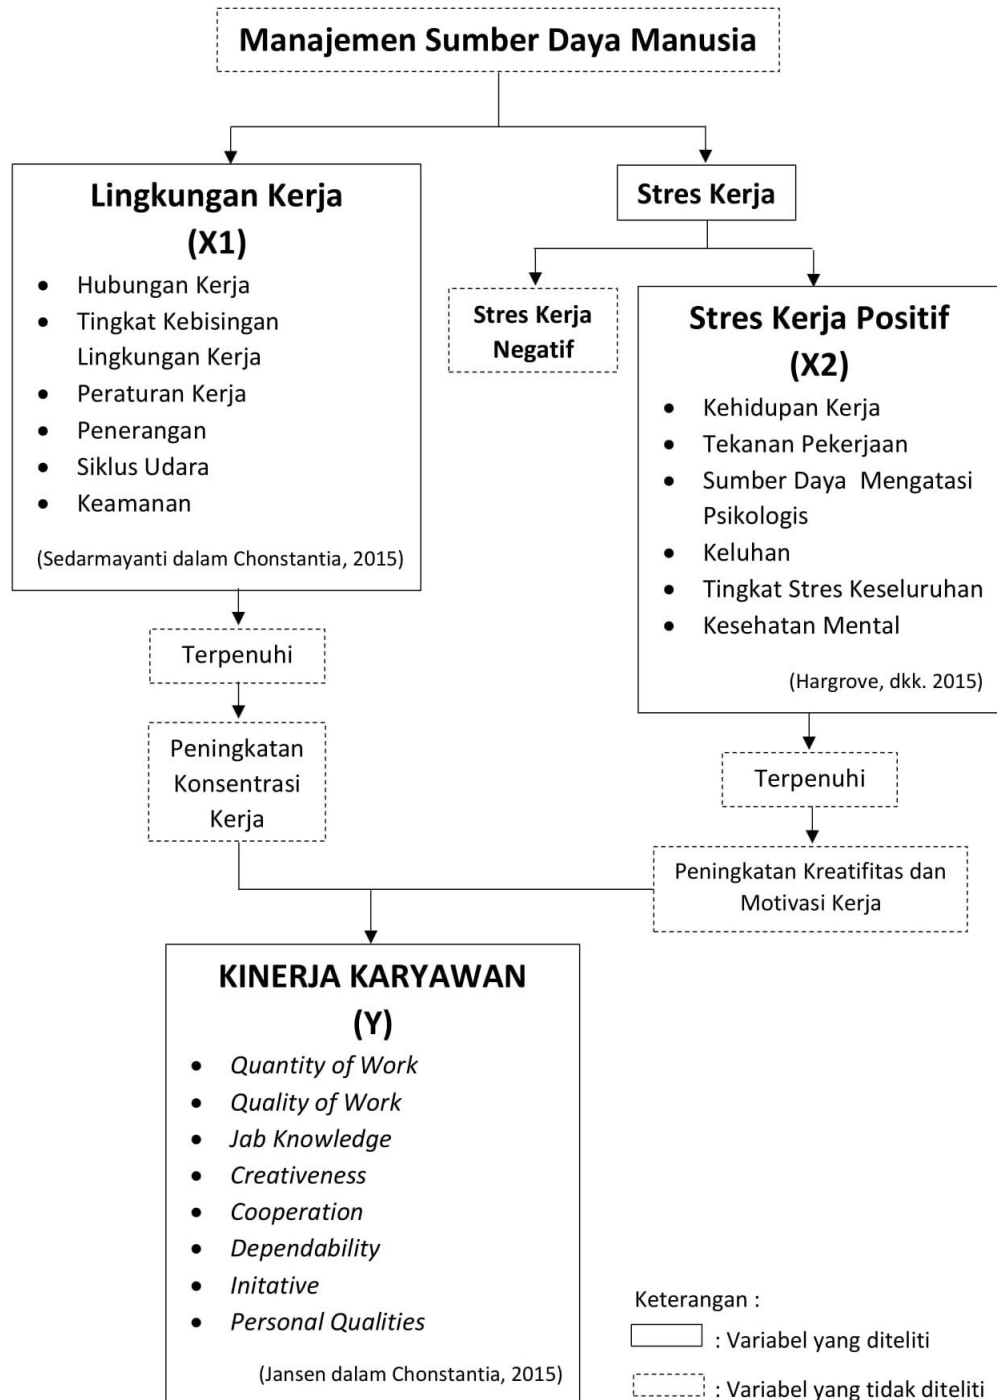 Manajemen Sumber Daya Manusia
Lingkungan Kerja
(X1)
• Hubungan Kerja
• Tingkat Kebisingan
Lingkungan Kerja
• Peraturan Kerja
• Penerangan
• Siklus Udara
• Keamanan
(Sedarmayanti dalam Chonstantia, 2015)
Stres Kerja
Stres Kerja
Negatif
Stres Kerja Positif
(X2)
• Kehidupan Kerja
• Tekanan Pekerjaan
• Sumber Daya Mengatasi
Psikologis
• Keluhan
• Tingkat Stres Keseluruhan
• Kesehatan Mental
(Hargrove, dkk. 2015)
Terpenuhi
Peningkatan
Konsentrasi
Kerja
Terpenuhi
Peningkatan Kreatifitas dan
Motivasi Kerja
KINERJA KARYAWAN
(Y)
• Quantity of Work
• Quality of Work
• Jab Knowledge
• Creativeness
• Cooperation
• Dependability
• Initative
• Personal Qualities
(Jansen dalam Chonstantia, 2015)
Keterangan :
: Variabel yang diteliti
: Variabel yang tidak diteliti